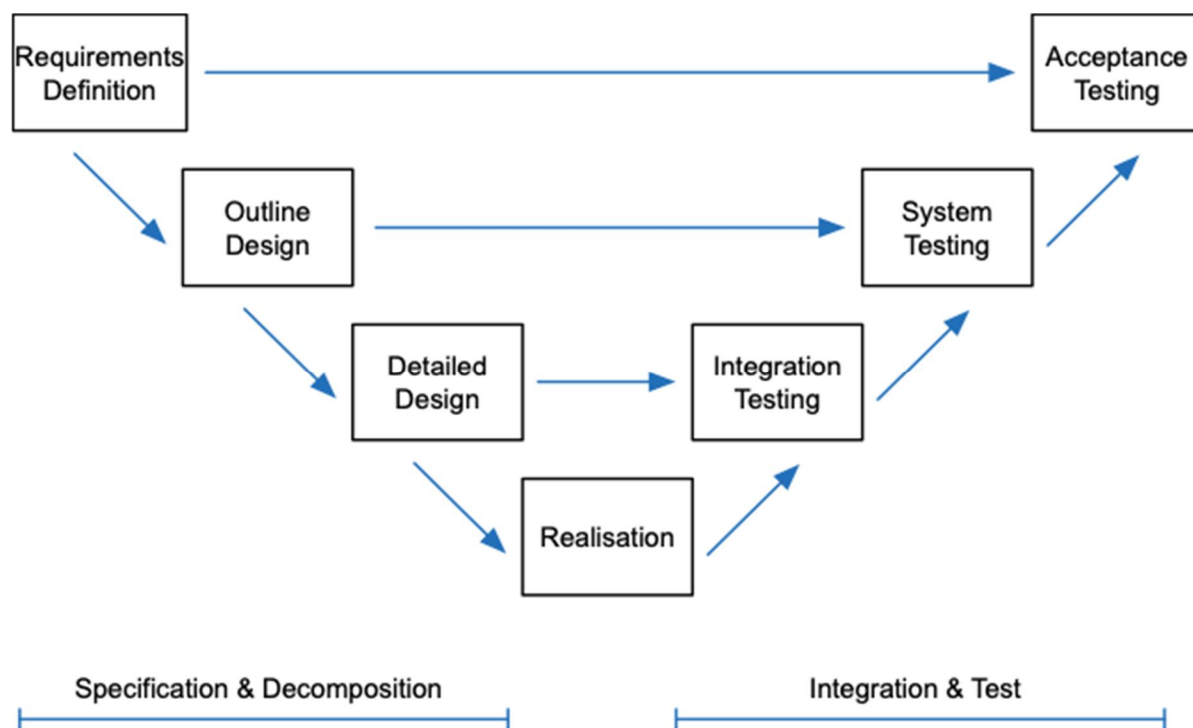 Requirements
Definition
Acceptance
Testing
Outline
Design
System
Testing
Detailed
Design
Integration
Testing
Realisation
Specification & Decomposition
Integration & Test